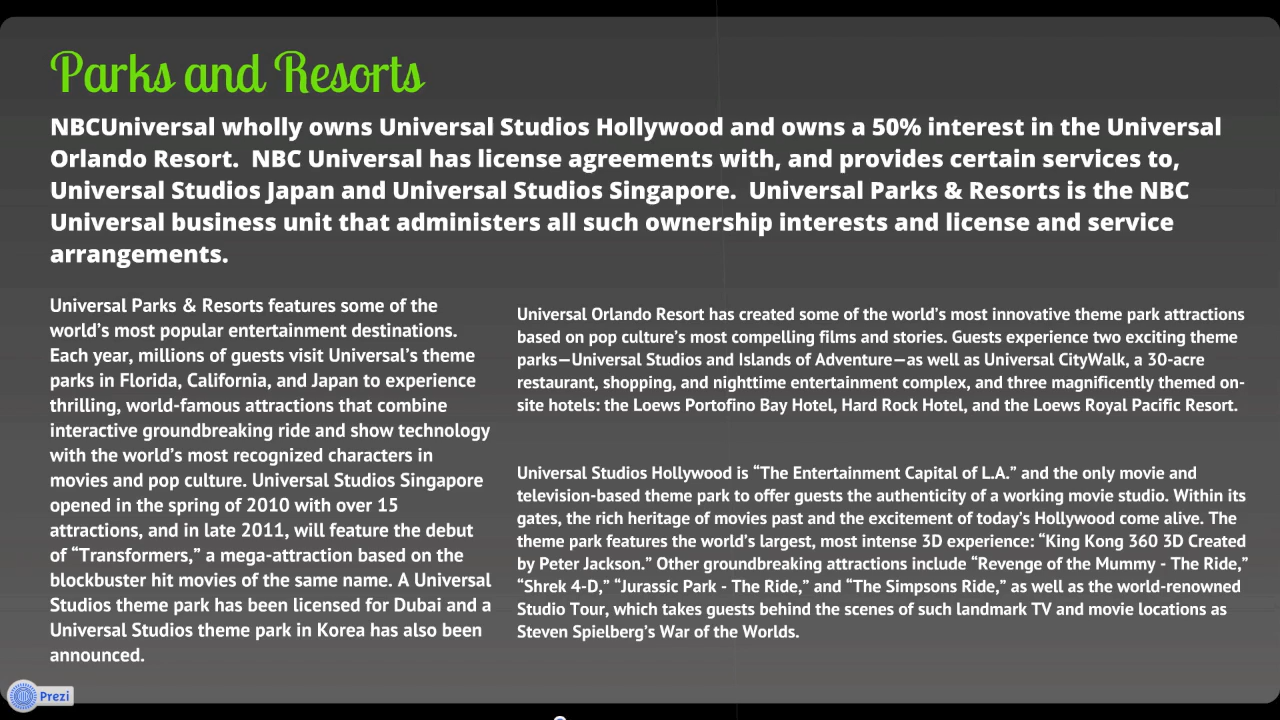 Parks and Resorts
NBCUniversal wholly owns Universal Studios Hollywood and owns a 50% interest in the Universal
Orlando Resort.  NBC Universal has license agreements with, and provides certain services to,
Universal Studios Japan and Universal Studios Singapore.  Universal Parks & Resorts is the NBC
Universal business unit that administers all such ownership interests and license and service
arrangements.
Universal Parks & Resorts features some of the
world's most popular entertainment destinations.
Each year, millions of guests visit Universal's theme
parks in Florida, California, and Japan to experience
thrilling, world-famous attractions that combine
interactive groundbreaking ride and show technology
with the world's most recognized characters in
movies and pop culture. Universal Studios Singapore
opened in the spring of 2010 with over 15
attractions, and in late 2011, will feature the debut
of “Transformers,” a mega-attraction based on the
blockbuster hit movies of the same name. A Universal
Studios theme park has been licensed for Dubai and a
Universal Studios theme park in Korea has also been
announced.
Universal Orlando Resort has created some of the world's most innovative theme park attractions
based on pop culture's most compelling films and stories. Guests experience two exciting theme
parks—Universal Studios and Islands of Adventure—as well as Universal CityWalk, a 30-acre
restaurant, shopping, and nighttime entertainment complex, and three magnificently themed on-
site hotels: the Loews Portofino Bay Hotel, Hard Rock Hotel, and the Loews Royal Pacific Resort.
Universal Studios Hollywood is “The Entertainment Capital of L.A.” and the only movie and
television-based theme park to offer guests the authenticity of a working movie studio. Within its
gates, the rich heritage of movies past and the excitement of today's Hollywood come alive. The
theme park features the world's largest, most intense 3D experience: “King Kong 360 3D Created
by Peter Jackson.” Other groundbreaking attractions include “Revenge of the Mummy - The Ride,”
“Shrek 4-D,” “Jurassic Park - The Ride,” and “The Simpsons Ride,” as well as the world-renowned
Studio Tour, which takes guests behind the scenes of such landmark TV and movie locations as
Steven Spielberg's War of the Worlds.
Prezi